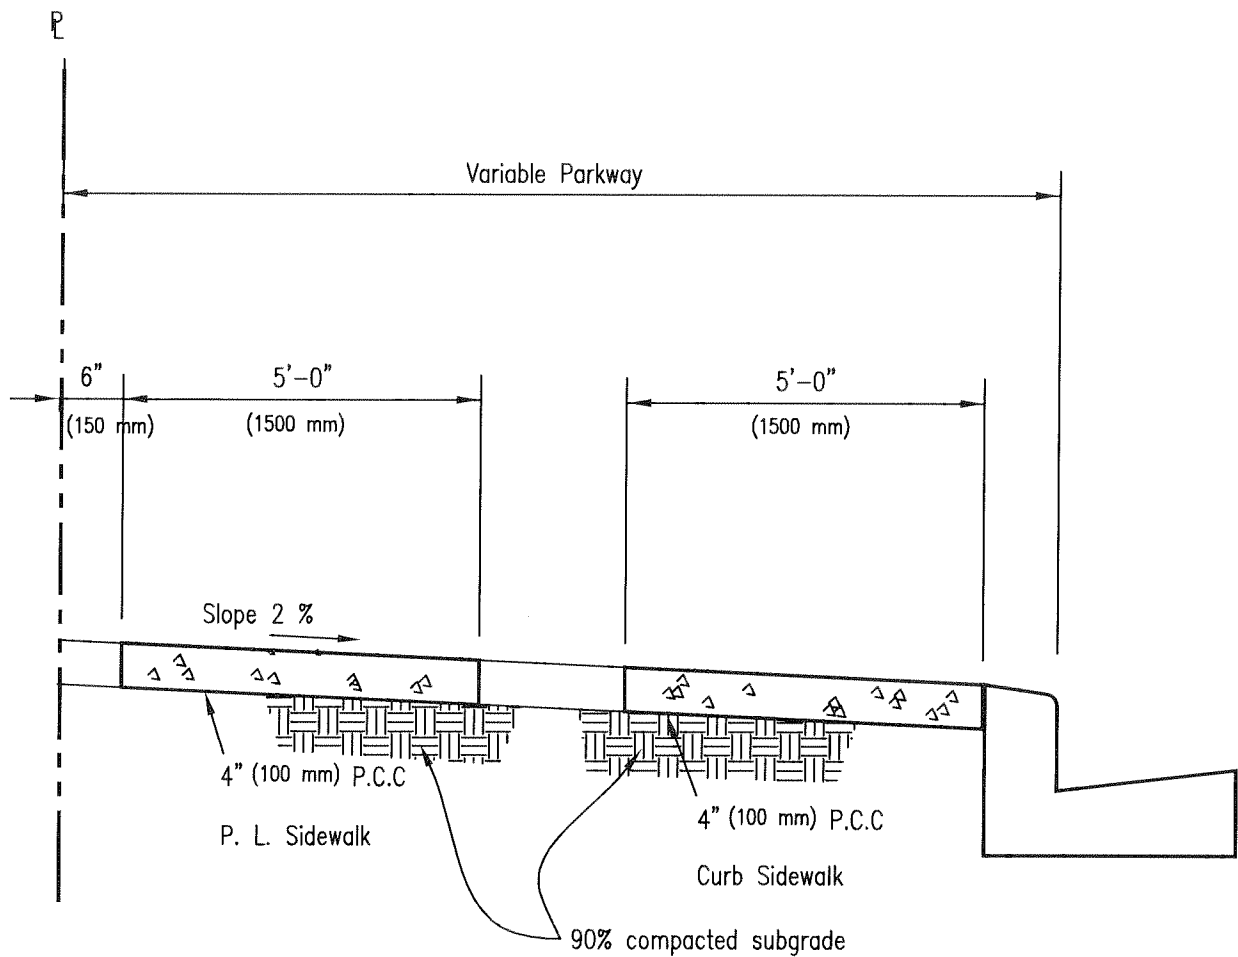 PL
Variable Parkway
6"
5'-0"
5'-0"
(150 mm)
(1500 mm)
(1500 mm)
Slope 2 %
4" (100 mm) P.C.C
4" (100 mm) P.C.C
P. L. Sidewalk
Curb Sidewalk
90% compacted subgrade